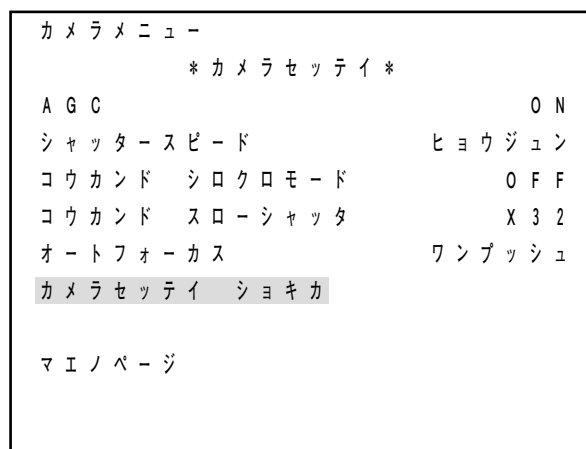 カメラメニュー
*カメラセッテイ*
AGC ON
シャッタースピード ヒョウジュン
コウカンド シロクロモード OFF
コウカンド スローシャッタ X32
オートフォーカス ワンプッシュ
カメラセッテイ ショキカ
マエノページ